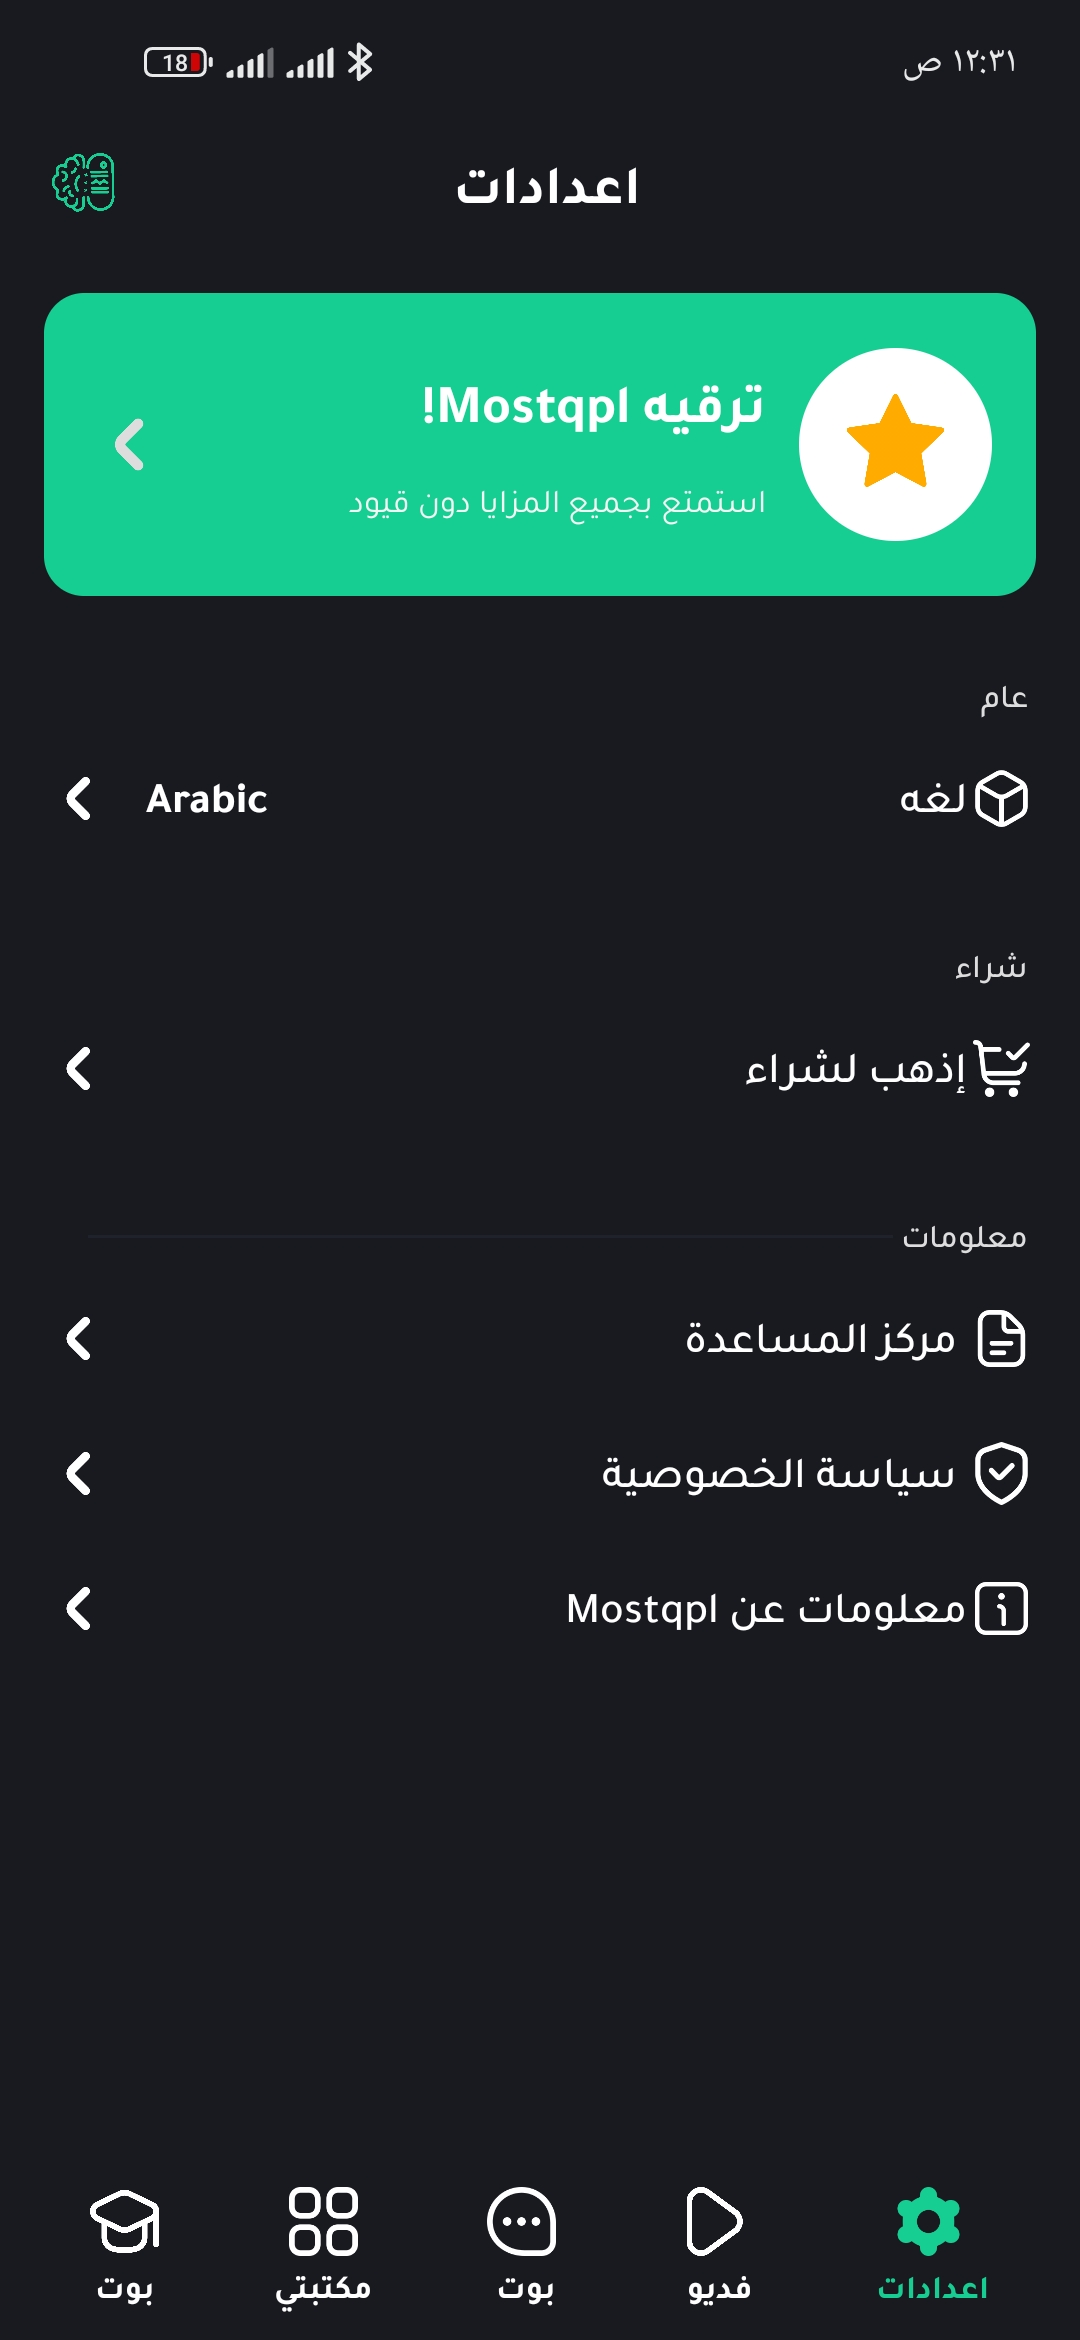 ١٢:٣١ ص
18
اعدادات
ترقيه Mostqpl!
استمتع بجميع المزايا دون قيود
عام
لغه
Arabic
شراء
إذهب لشراء
معلومات
مركز المساعدة
سياسة الخصوصية
معلومات عن Mostqpl
اعدادات
فديو
بوت
مكتبتي
بوت